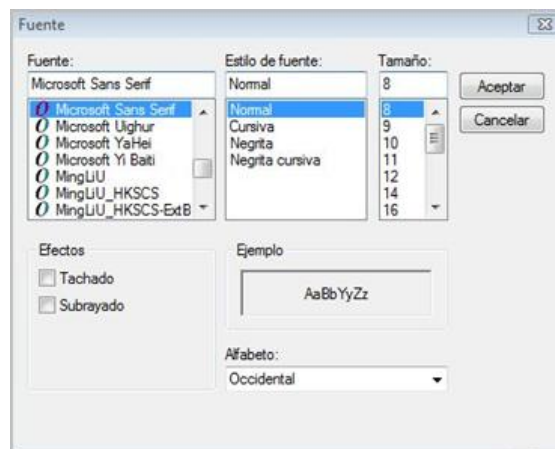 Fuente
Fuente:
Microsoft Sans Serif
Microsoft Sans Serif
Microsoft Uighur
Microsoft YaHei
Microsoft Yi Baiti
MingLiU
MingLiU_HKSCS
MingLiU_HKSCS-ExtB
Estilo de fuente:
Normal
Normal
Cursiva
Negrita
Negrita cursiva
Tamaño:
8
8
9
10
11
12
14
16
Aceptar
Cancelar
Efectos
Tachado
Subrayado
Ejemplo
AaBbYyZz
Alfabeto:
Occidental